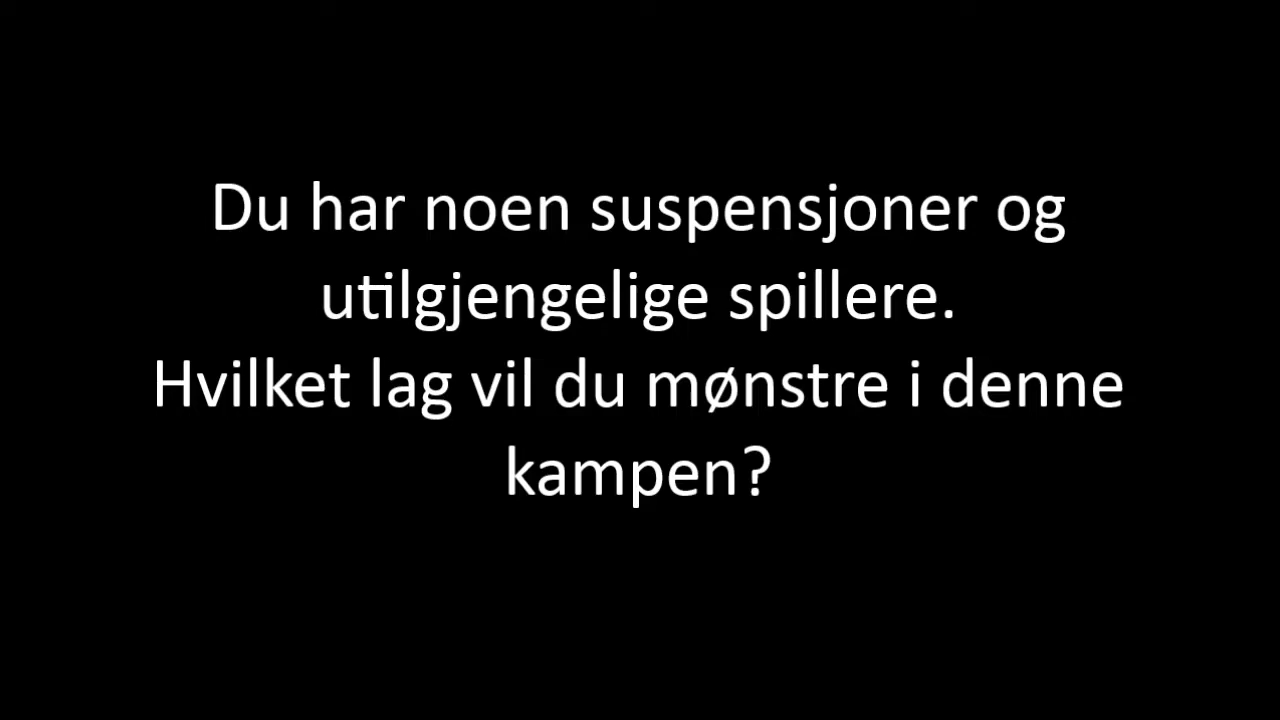 Du har noen suspensjoner og
utilgjengelige spillere.
Hvilket lag vil du mønstre i denne
kampen?